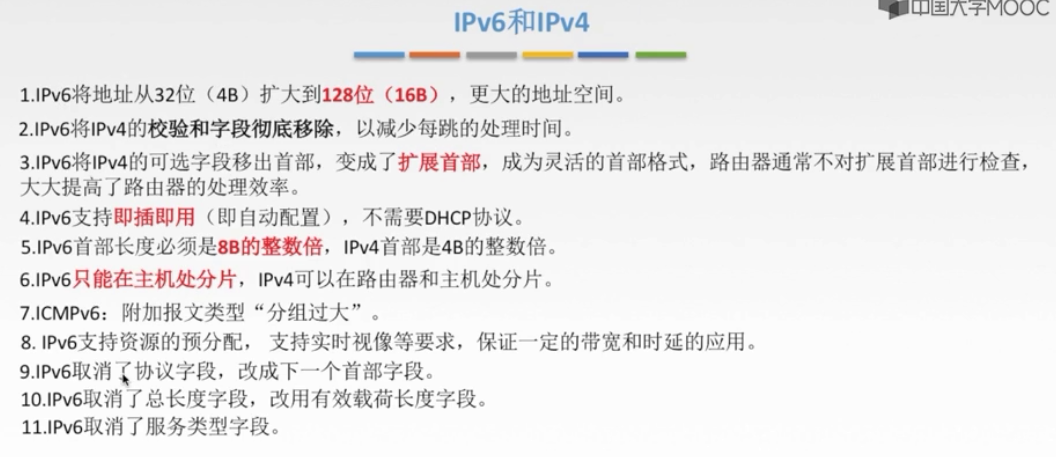 中国大学MOOC
IPv6和IPv4
1.IPv6将地址从32位（4B）扩大到128位（16B），更大的地址空间。
2.IPv6将IPv4的校验和字段彻底移除，以减少每跳的处理时间。
3.IPv6将IPv4的可选字段移出首部，变成了扩展首部，成为灵活的首部格式，路由器通常不对扩展首部进行检查，
大大提高了路由器的处理效率。
4.IPv6支持即插即用（即自动配置），不需要DHCP协议。
5.IPv6首部长度必须是8B的整数倍，IPv4首部是4B的整数倍。
6.IPv6只能在主机处分片，IPv4可以在路由器和主机处分片。
7.ICMPv6：附加报文类型“分组过大”。
8. IPv6支持资源的预分配， 支持实时视像等要求，保证一定的带宽和时延的应用。
9.IPv6取消了协议字段，改成下一个首部字段。
10.IPv6取消了总长度字段，改用有效载荷长度字段。
11.IPv6取消了服务类型字段。